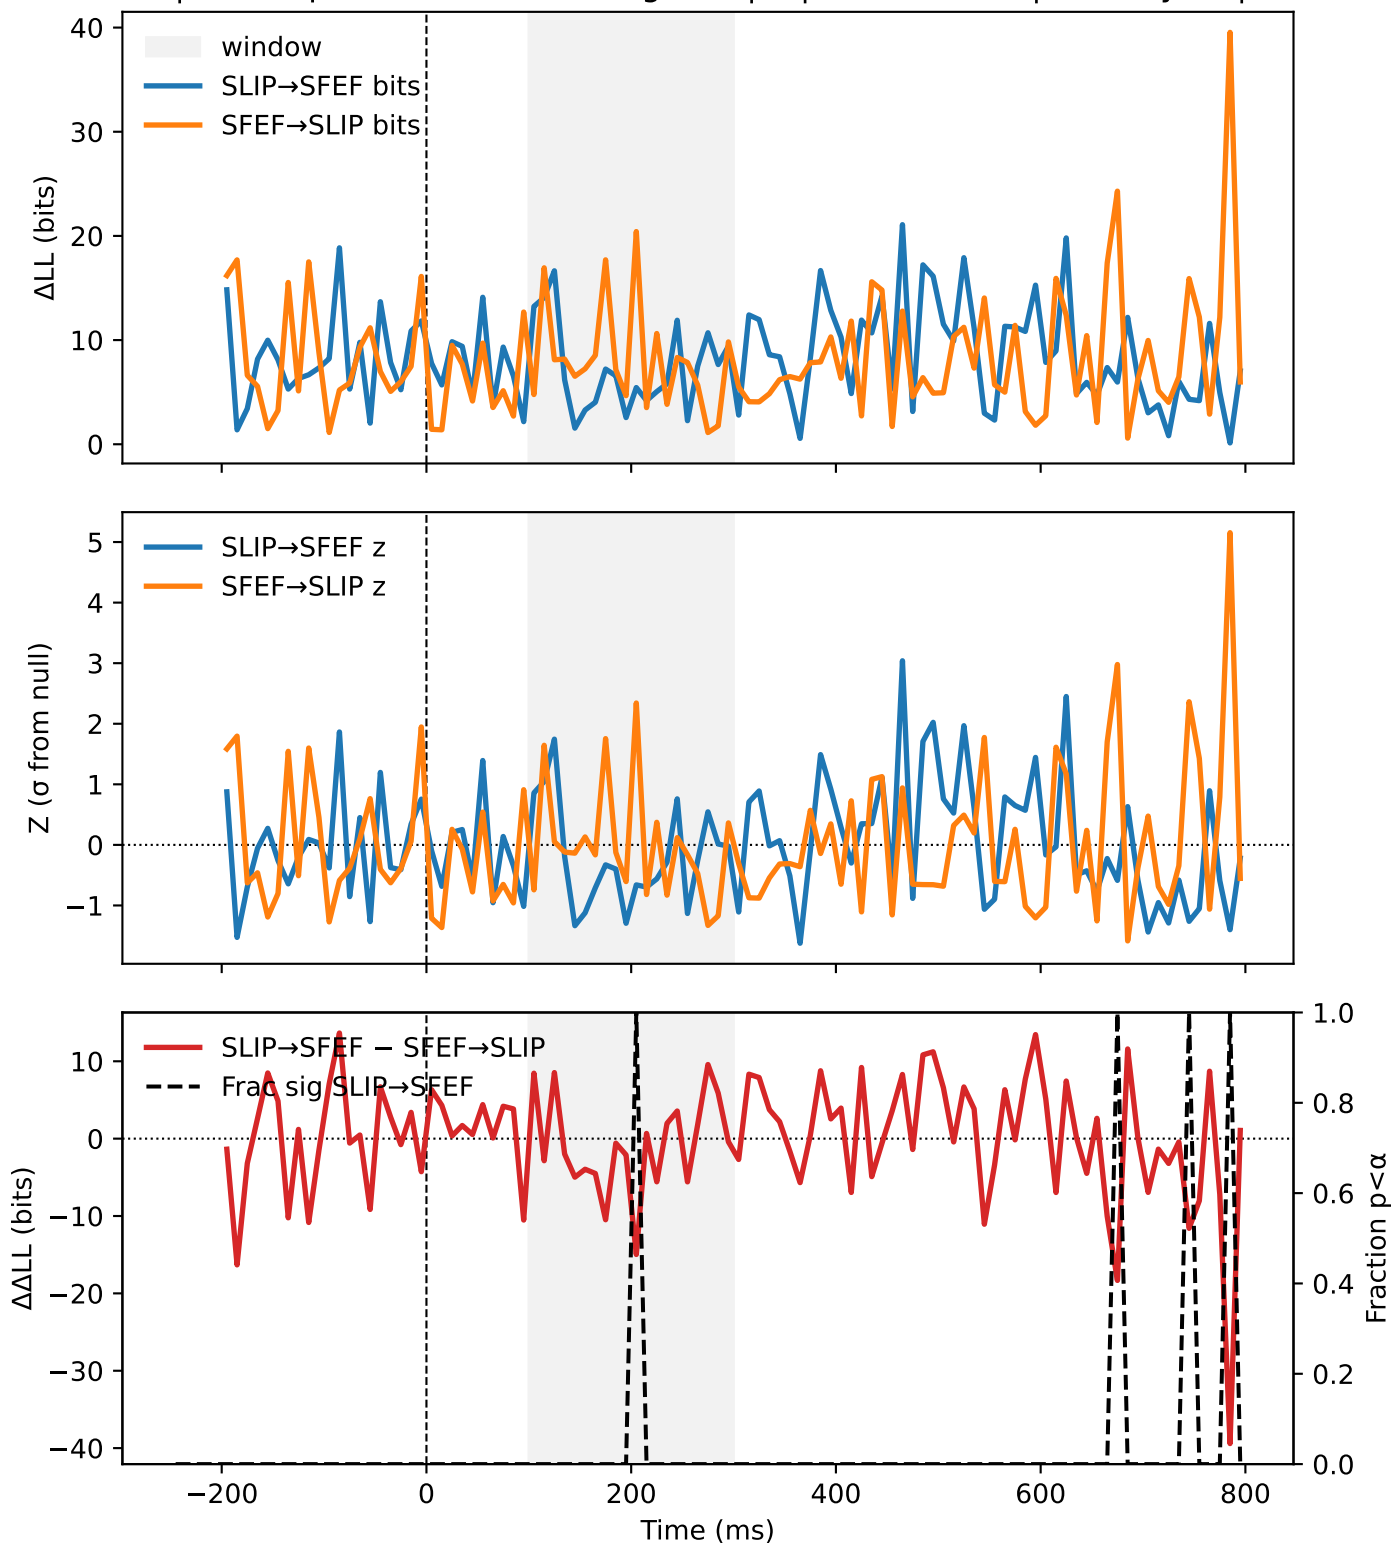 40
30
20
10
0
ΔLL (bits)
window
SLIP→SFEF bits
SFEF→SLIP bits
5
4
3
2
1
0
−1
Z (σ from null)
SLIP→SFEF z
SFEF→SLIP z
10
0
−10
−20
−30
−40
ΔΔLL (bits)
SLIP→SFEF − SFEF→SLIP
Frac sig SLIP→SFEF
1.0
0.8
0.6
0.4
0.2
0.0
Fraction p<α
−200
0
200
400
600
800
Time (ms)